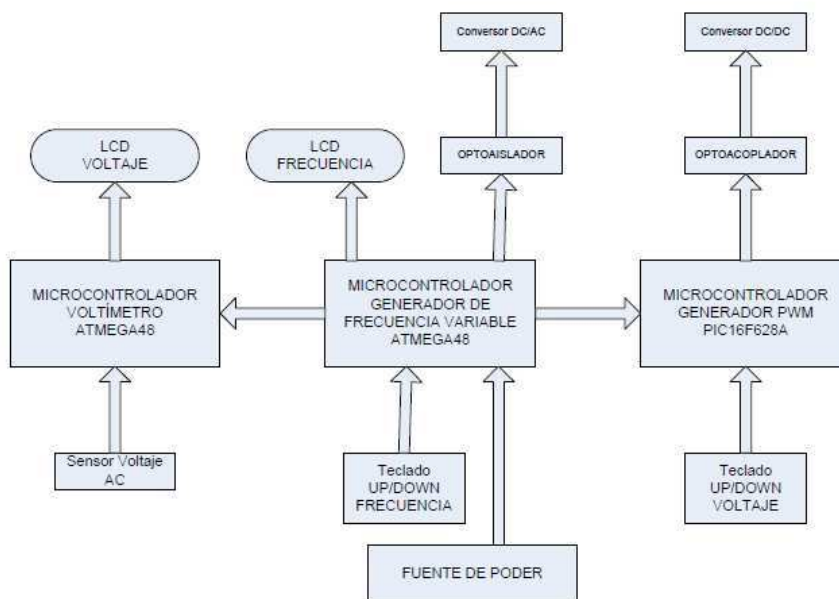 Conversor DC/AC
Conversor DC/DC
LCD
VOLTAJE
LCD
FRECUENCIA
OPTOAISLADOR
OPTOACOPLADOR
MICROCONTROLADOR
VOLTÍMETRO
ATMEGA48
MICROCONTROLADOR
GENERADOR DE
FRECUENCIA VARIABLE
ATMEGA48
MICROCONTROLADOR
GENERADOR PWM
PIC16F628A
Sensor Voltaje
AC
Teclado
UP/DOWN
FRECUENCIA
Teclado
UP/DOWN
VOLTAJE
FUENTE DE PODER